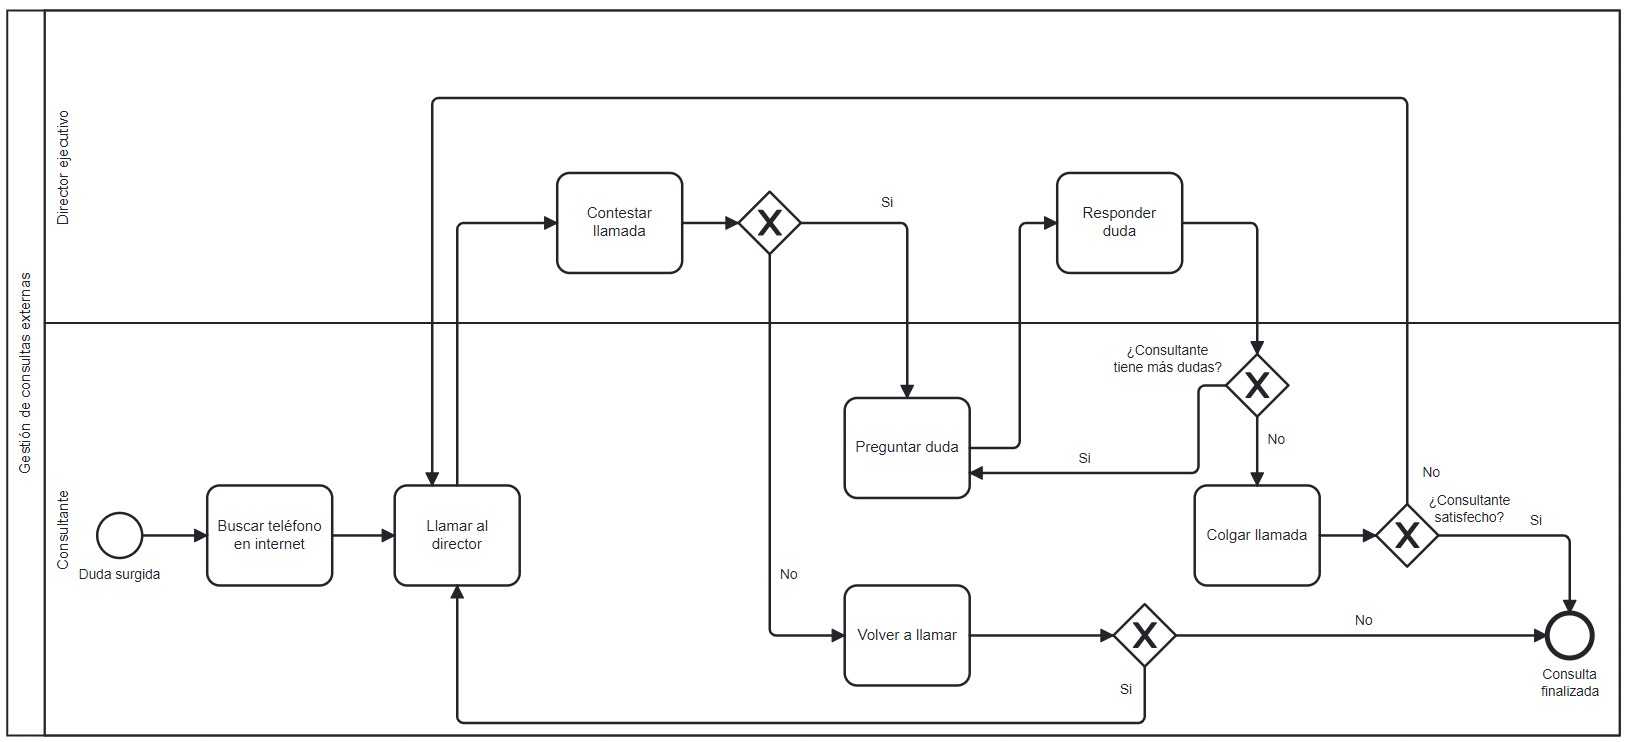 Gestión de consultas externas
Director ejecutivo
Contestar
llamada
Si
No
Responder
duda
Consultante
Duda surgida
Buscar teléfono
en internet
Llamar al
director
Preguntar duda
Si
¿Consultante
tiene más dudas?
No
Colgar llamada
No
¿Consultante
satisfecho?
Si
Volver a llamar
No
Si
Consulta
finalizada